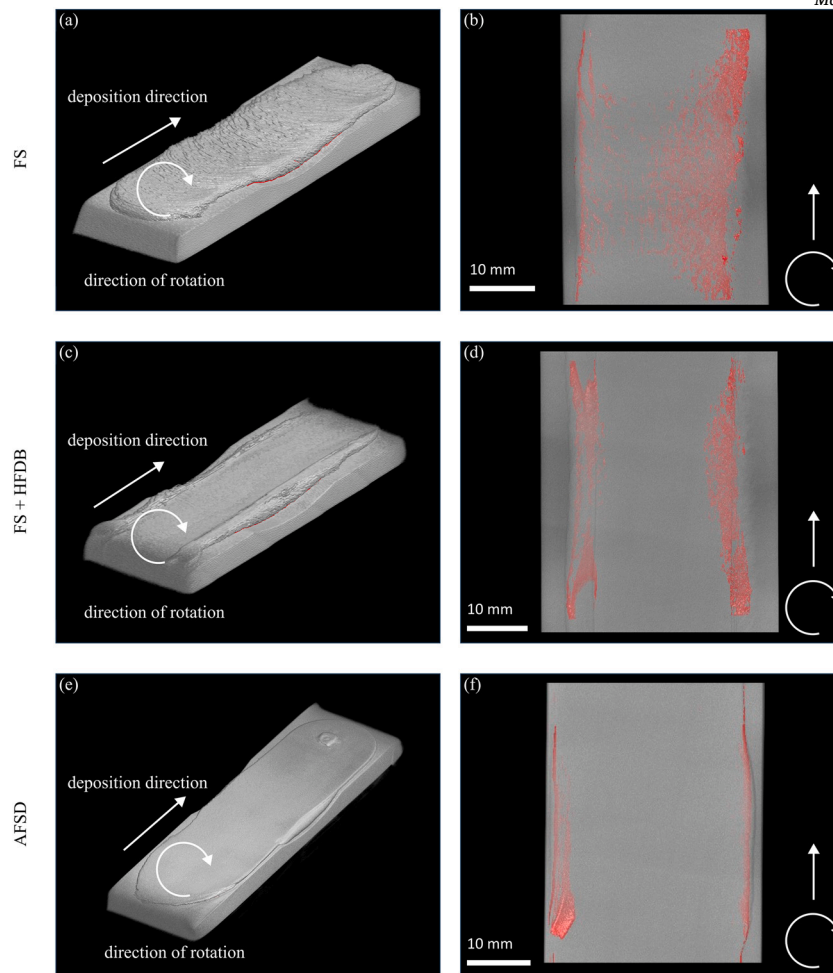 Mo
(a)
(b)
deposition direction
direction of rotation
FS
10 mm
(c)
(d)
deposition direction
direction of rotation
FS + HFDB
10 mm
(e)
(f)
deposition direction
direction of rotation
AFSD
10 mm